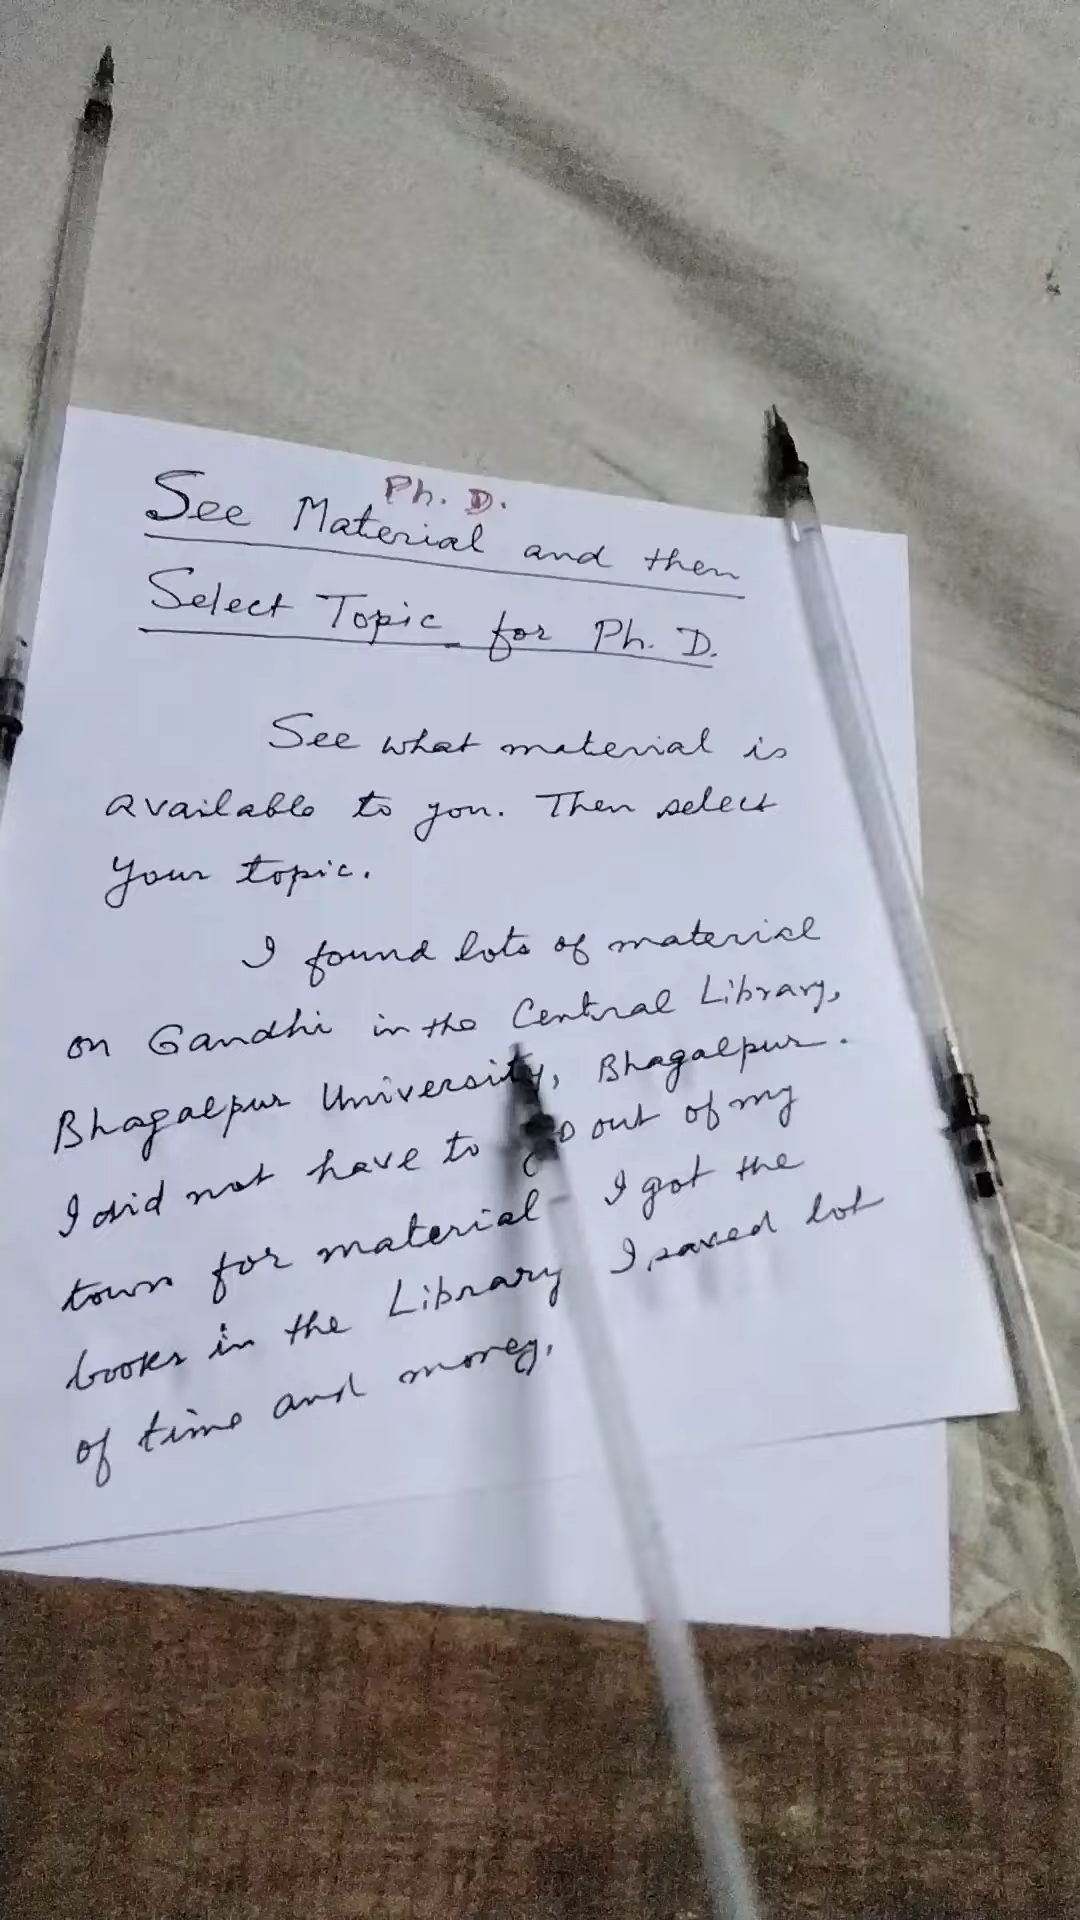 Ph. D.
See Material and then
Select Topic for Ph. D.
See what material is
available to you. Then select
your topic.
I found lots of material
on Gandhi in the Central Library,
Bhagalpur University, Bhagalpur.
I did not have to go out of my
town for material I got the
books in the Library I saved lot
of time and money.